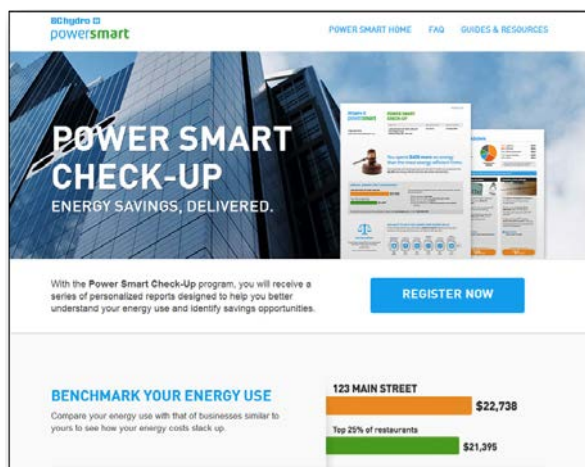 BChydro
powersmart
POWER SMART HOME FAQ GUIDES & RESOURCES
POWER SMART
CHECK-UP
ENERGY SAVINGS, DELIVERED.
POWER SMART
CHECK-UP
With the Power Smart Check-Up program, you will receive a
series of personalized reports designed to help you better
understand your energy use and identify savings opportunities.
REGISTER NOW
BENCHMARK YOUR ENERGY USE
Compare your energy use with that of businesses similar to
yours to see how your energy costs stack up.
123 MAIN STREET
$22,738
Top 25% of restaurants
$21,395